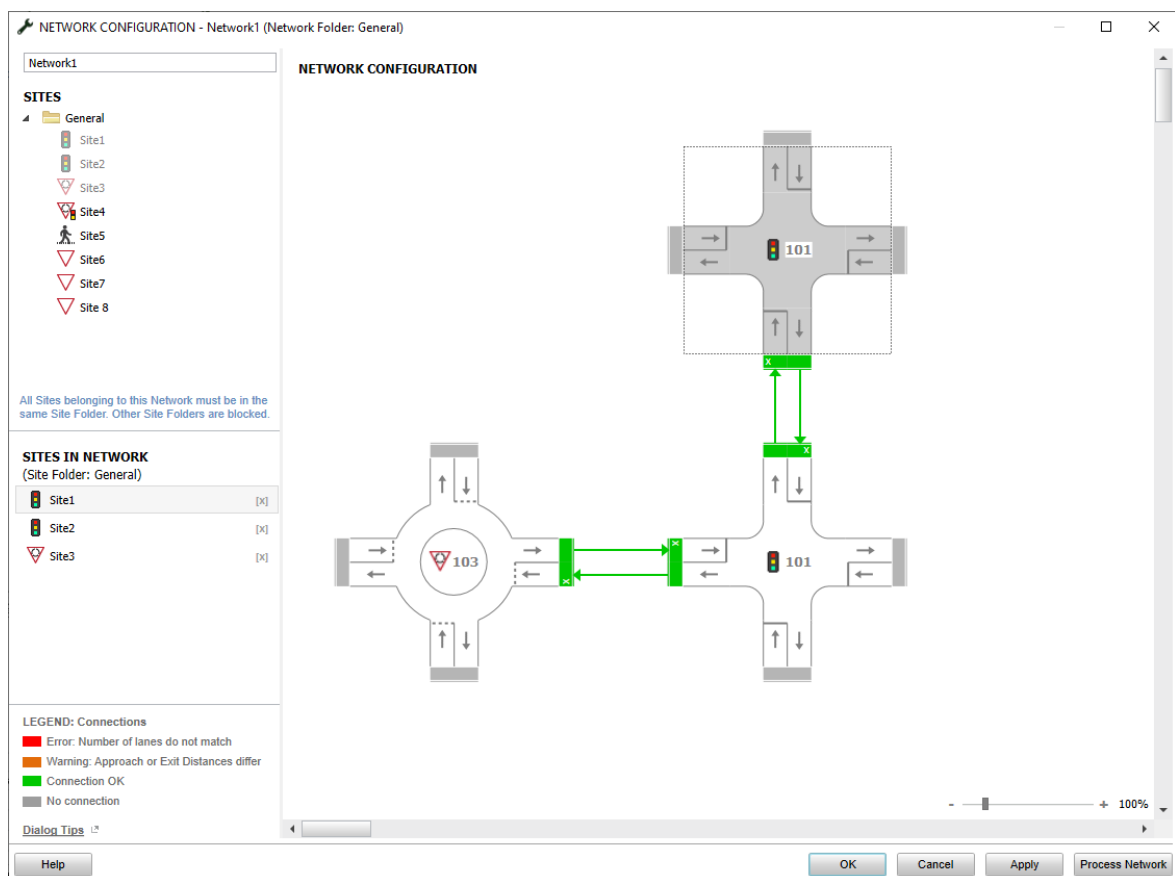 NETWORK CONFIGURATION - Network1 (Network Folder: General)
Network1
SITES
General
Site1
Site2
Site3
Site4
Site5
Site6
Site7
Site 8
All Sites belonging to this Network must be in the
same Site Folder. Other Site Folders are blocked.
SITES IN NETWORK
(Site Folder: General)
Site1 [X]
Site2 [X]
Site3 [X]
LEGEND: Connections
Error: Number of lanes do not match
Warning: Approach or Exit Distances differ
Connection OK
No connection
Dialog Tips
NETWORK CONFIGURATION
101
X
X
103
X
X
101
- + 100%
Help
OK
Cancel
Apply
Process Network